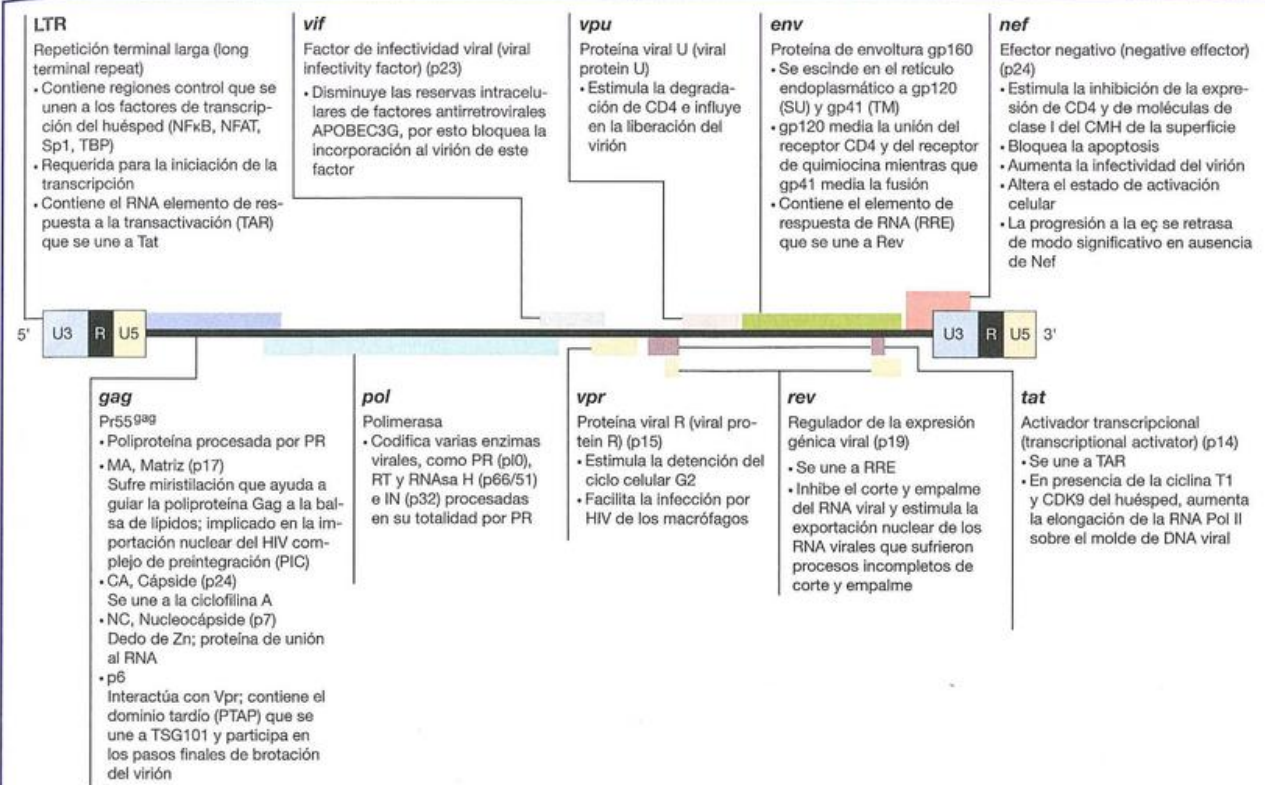 LTR
Repetición terminal larga (long
terminal repeat)
• Contiene regiones control que se
unen a los factores de transcrip-
ción del huésped (NFκB, NFAT,
Sp1, TBP)
• Requerida para la iniciación de la
transcripción
• Contiene el RNA elemento de res-
puesta a la transactivación (TAR)
que se une a Tat
vif
Factor de infectividad viral (viral
infectivity factor) (p23)
• Disminuye las reservas intracelu-
lares de factores antirretrovirales
APOBEC3G, por esto bloquea la
incorporación al virión de este
factor
vpu
Proteína viral U (viral
protein U)
• Estimula la degrada-
ción de CD4 e influye
en la liberación del
virión
env
Proteína de envoltura gp160
• Se escinde en el retículo
endoplasmático a gp120
(SU) y gp41 (TM)
• gp120 media la unión del
receptor CD4 y del receptor
de quimiocina mientras que
gp41 media la fusión
• Contiene el elemento de
respuesta de RNA (RRE)
que se une a Rev
nef
Efector negativo (negative effector)
(p24)
• Estimula la inhibición de la expre-
sión de CD4 y de moléculas de
clase I del CMH de la superficie
• Bloquea la apoptosis
• Aumenta la infectividad del virión
• Altera el estado de activación
celular
• La progresión a la eç se retrasa
de modo significativo en ausencia
de Nef
5' U3 R U5 U3 R U5 3'
gag
Pr55gag
• Poliproteína procesada por PR
• MA, Matriz (p17)
Sufre miristilación que ayuda a
guiar la poliproteína Gag a la bal-
sa de lípidos; implicado en la im-
portación nuclear del HIV com-
plejo de preintegración (PIC)
• CA, Cápside (p24)
Se une a la ciclofilina A
• NC, Nucleocápside (p7)
Dedo de Zn; proteína de unión
al RNA
• p6
Interactúa con Vpr; contiene el
dominio tardío (PTAP) que se
une a TSG101 y participa en
los pasos finales de brotación
del virión
pol
Polimerasa
• Codifica varias enzimas
virales, como PR (pl0),
RT y RNAsa H (p66/51)
e IN (p32) procesadas
en su totalidad por PR
vpr
Proteína viral R (viral pro-
tein R) (p15)
• Estimula la detención del
ciclo celular G2
• Facilita la infección por
HIV de los macrófagos
rev
Regulador de la expresión
génica viral (p19)
• Se une a RRE
• Inhibe el corte y empalme
del RNA viral y estimula la
exportación nuclear de los
RNA virales que sufrieron
procesos incompletos de
corte y empalme
tat
Activador transcripcional
(transcriptional activator) (p14)
• Se une a TAR
• En presencia de la ciclina T1
y CDK9 del huésped, aumenta
la elongación de la RNA Pol II
sobre el molde de DNA viral